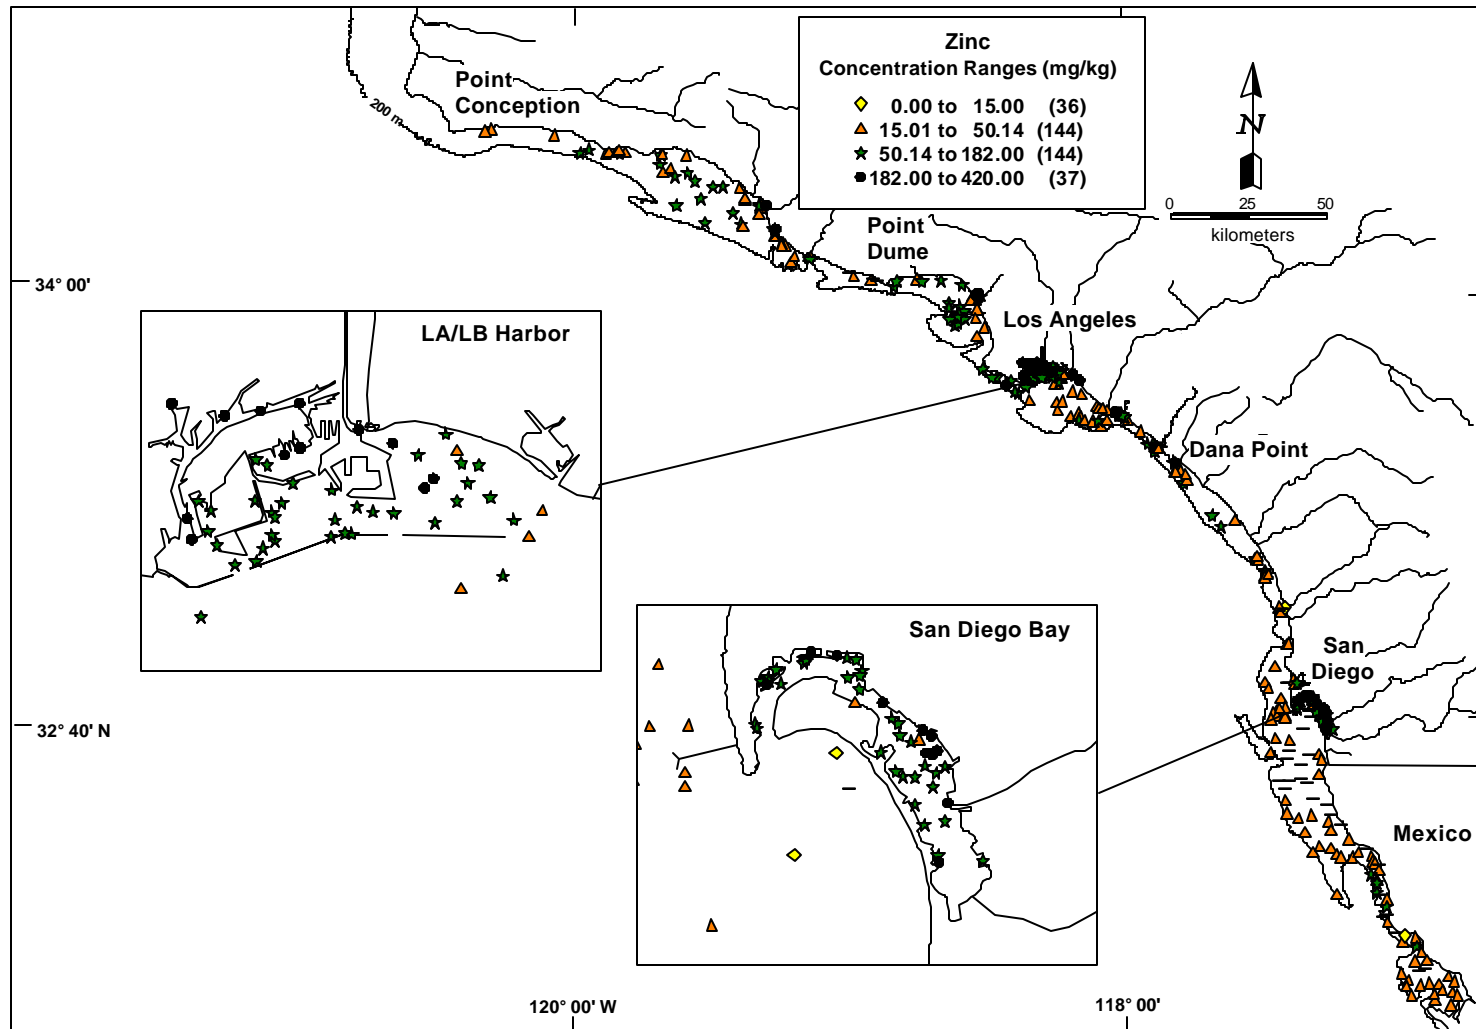 Zinc
Concentration Ranges (mg/kg)
0.00 to 15.00 (36)
15.01 to 50.14 (144)
50.14 to 182.00 (144)
182.00 to 420.00 (37)
N
0 25 50
kilometers
Point
Conception
200 m
Point
Dume
34° 00'
Los Angeles
LA/LB Harbor
Dana Point
San Diego Bay
San
Diego
32° 40' N
Mexico
120° 00' W
118° 00'